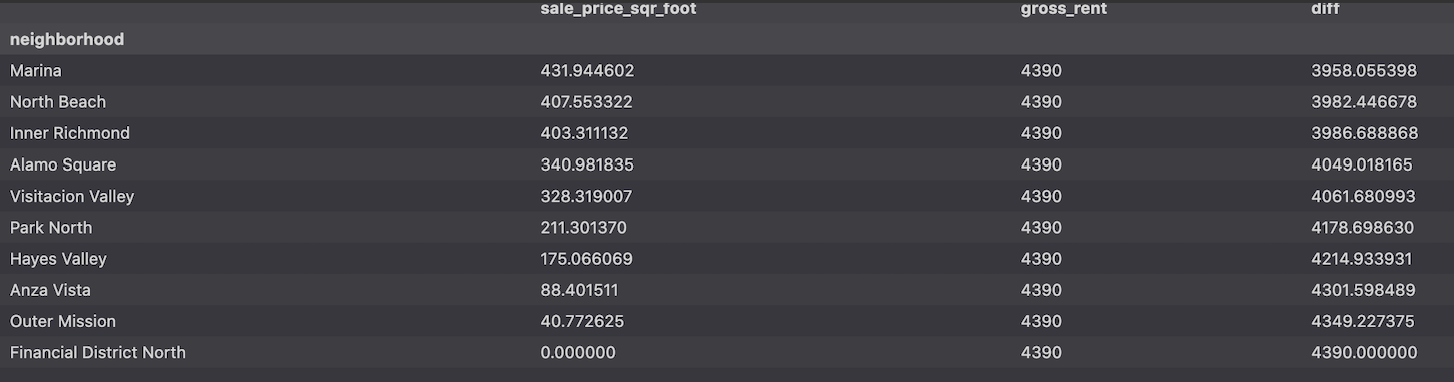 sale_price_sqr_foot gross_rent diff
neighborhood
Marina 431.944602 4390 3958.055398
North Beach 407.553322 4390 3982.446678
Inner Richmond 403.311132 4390 3986.688868
Alamo Square 340.981835 4390 4049.018165
Visitacion Valley 328.319007 4390 4061.680993
Park North 211.301370 4390 4178.698630
Hayes Valley 175.066069 4390 4214.933931
Anza Vista 88.401511 4390 4301.598489
Outer Mission 40.772625 4390 4349.227375
Financial District North 0.000000 4390 4390.000000